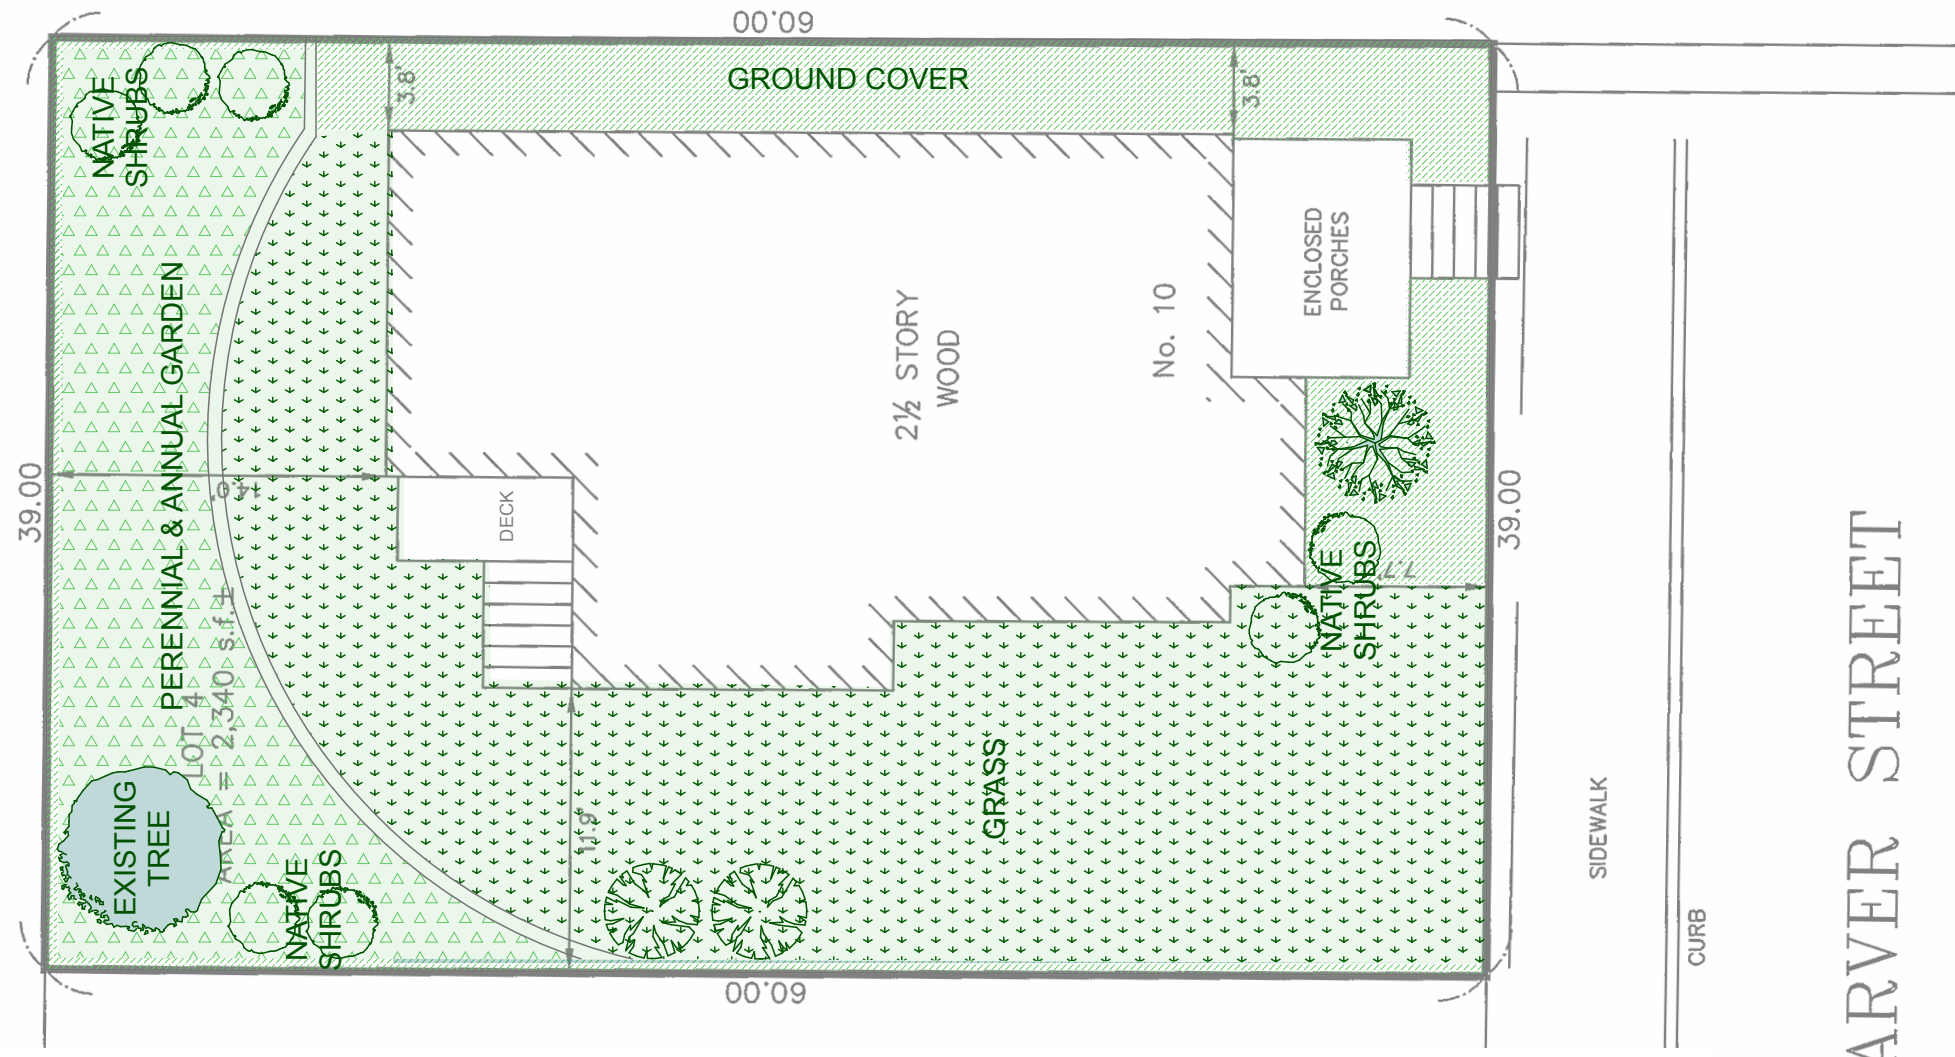 60.00
NATIVE
SHRUBS
3.8'
GROUND COVER
3.8'
ENCLOSED
PORCHES
No. 10
2½ STORY
WOOD
PERENNIAL & ANNUAL GARDEN
39.00
14.0'
DECK
39.00
NATIVE
SHRUBS
7.7'
LOT 4
AREA = 2,340 s.f.±
GRASS
11.9'
EXISTING
TREE
NATIVE
SHRUBS
60.00
SIDEWALK
CURB
ARVER STREET